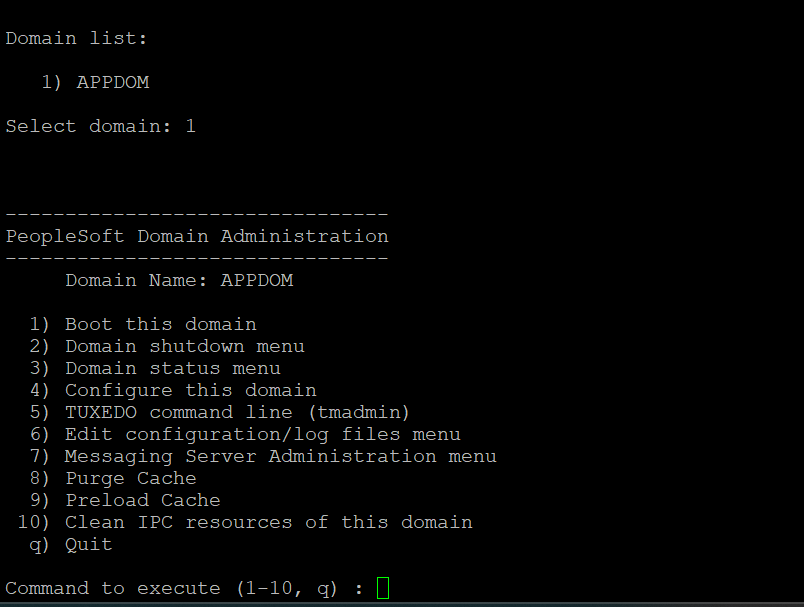 Domain list:
1) APPDOM
Select domain: 1
--------------------------------
PeopleSoft Domain Administration
--------------------------------
Domain Name: APPDOM
1) Boot this domain
2) Domain shutdown menu
3) Domain status menu
4) Configure this domain
5) TUXEDO command line (tmadmin)
6) Edit configuration/log files menu
7) Messaging Server Administration menu
8) Purge Cache
9) Preload Cache
10) Clean IPC resources of this domain
q) Quit
Command to execute (1-10, q) :